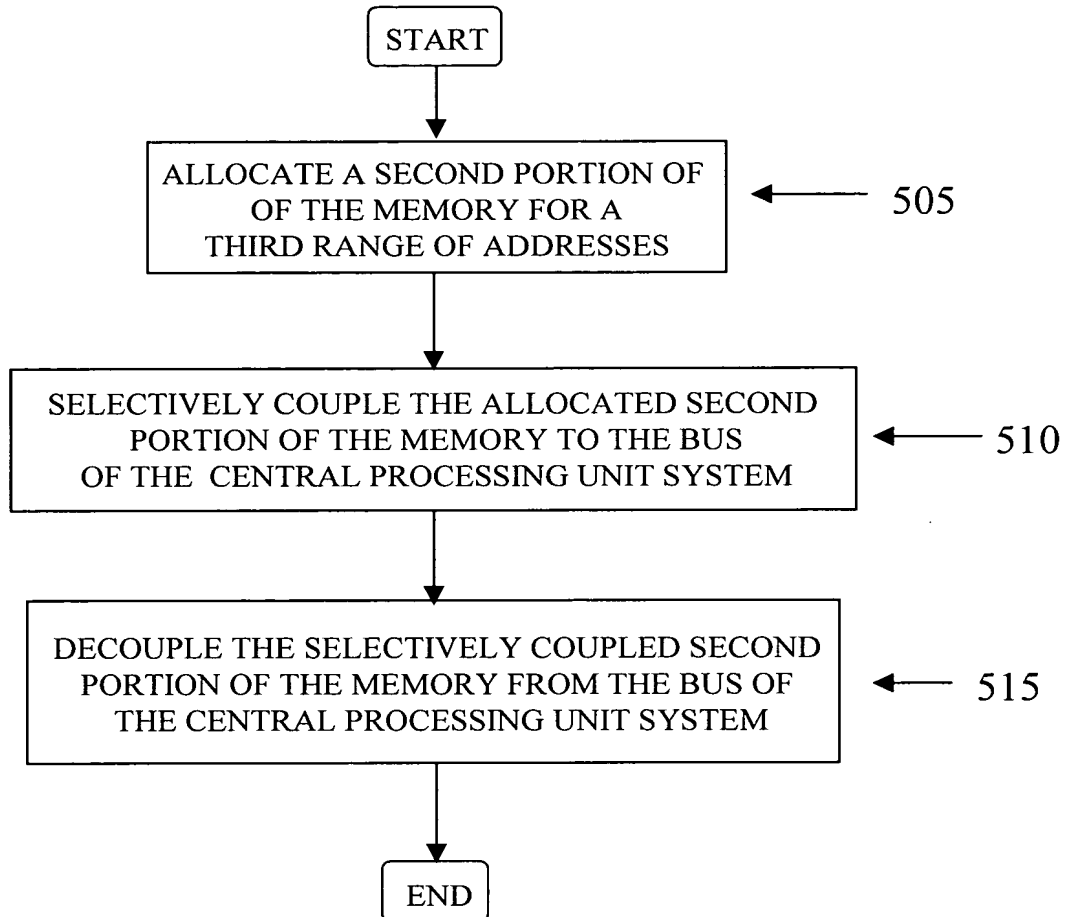 START
ALLOCATE A SECOND PORTION OF
OF THE MEMORY FOR A
THIRD RANGE OF ADDRESSES
505
SELECTIVELY COUPLE THE ALLOCATED SECOND
PORTION OF THE MEMORY TO THE BUS
OF THE CENTRAL PROCESSING UNIT SYSTEM
510
DECOUPLE THE SELECTIVELY COUPLED SECOND
PORTION OF THE MEMORY FROM THE BUS OF
THE CENTRAL PROCESSING UNIT SYSTEM
515
END